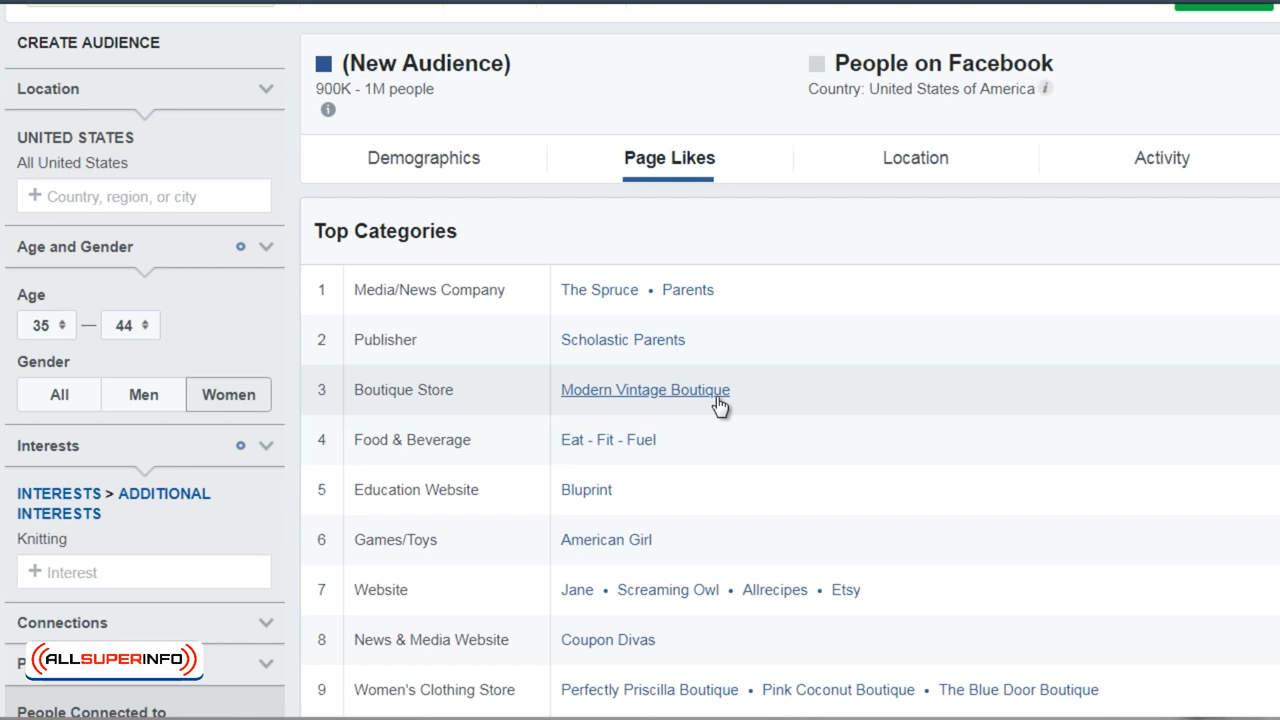 CREATE AUDIENCE
Location
UNITED STATES
All United States
+ Country, region, or city
Age and Gender
Age
35 — 44
Gender
All Men Women
Interests
INTERESTS > ADDITIONAL
INTERESTS
Knitting
+ Interest
Connections
P
((ALLSUPERINFO))
People Connected to
(New Audience)
900K - 1M people
i
People on Facebook
Country: United States of America i
Demographics Page Likes Location Activity
Top Categories
1 Media/News Company The Spruce • Parents
2 Publisher Scholastic Parents
3 Boutique Store Modern Vintage Boutique
4 Food & Beverage Eat - Fit - Fuel
5 Education Website Bluprint
6 Games/Toys American Girl
7 Website Jane • Screaming Owl • Allrecipes • Etsy
8 News & Media Website Coupon Divas
9 Women's Clothing Store Perfectly Priscilla Boutique • Pink Coconut Boutique • The Blue Door Boutique